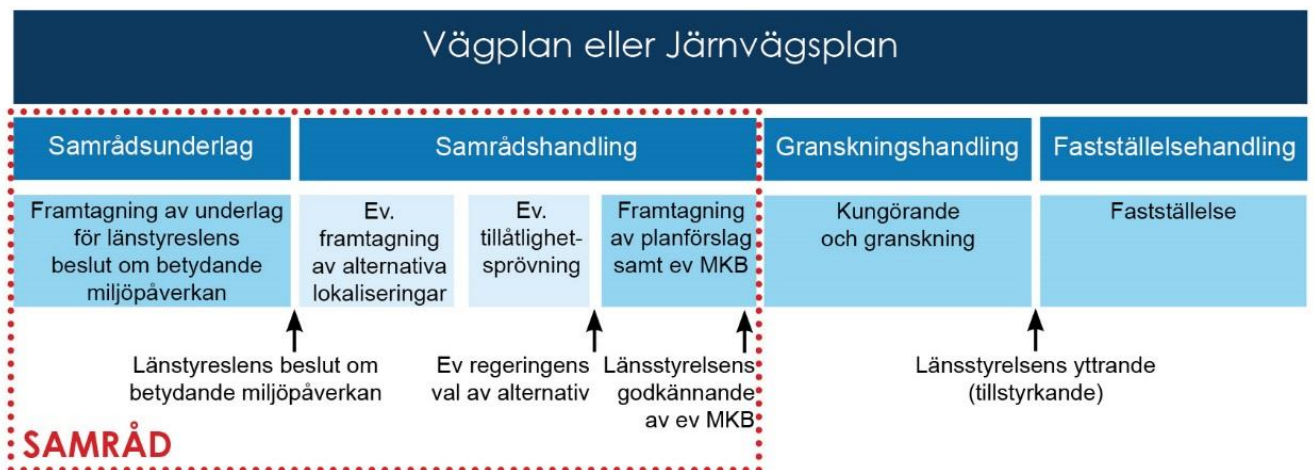 Vägplan eller Järnvägsplan
Samrådsunderlag
Samrådshandling
Granskningshandling
Fastställelsehandling
Framtagning av underlag
för länstyreslens
beslut om betydande
miljöpåverkan
Ev.
framtagning
av alternativa
lokaliseringar
Ev.
tillåtlighet-
sprövning
Framtagning
av planförslag
samt ev MKB
Kungörande
och granskning
Fastställelse
Länstyreslens beslut om
betydande miljöpåverkan
Ev regeringens
val av alternativ
Länsstyrelsens
godkännande
av ev MKB
Länsstyrelsens yttrande
(tillstyrkande)
SAMRÅD